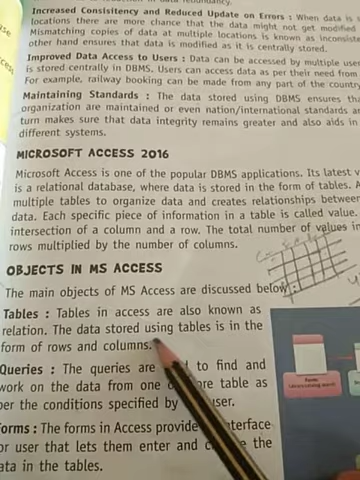 Increased Consistency and Reduced Update on Errors : When data is
locations there are more chance that the data might not get modified
Mismatching copies of data at multiple locations is known as
other hand ensures that data is modified as it is centrally stored.
Improved Data Access to Users : Data can be accessed by multiple
is stored centrally in DBMS. Users can access data as per their need from
For example, railway booking can be made from any part of the country
Maintaining Standards : The data stored using DBMS ensures
organization are maintained or even nation/international standards
turn makes sure that data integrity remains greater and also aids in
different systems.
MICROSOFT ACCESS 2016
Microsoft Access is one of the popular DBMS applications. Its latest
is a relational database, where data is stored in the form of tables.
multiple tables to organize data and creates relationships between
data. Each specific piece of information in a table is called value.
intersection of a column and a row. The total number of values in
rows multiplied by the number of columns.
OBJECTS IN MS ACCESS
The main objects of MS Access are discussed below:
Tables : Tables in access are also known as
relation. The data stored using tables is in the
form of rows and columns.
Queries : The queries are to find and
work on the data from one table as
per the conditions specified by user.
Forms : The forms in Access provide
or user that lets them enter and the
data in the tables.